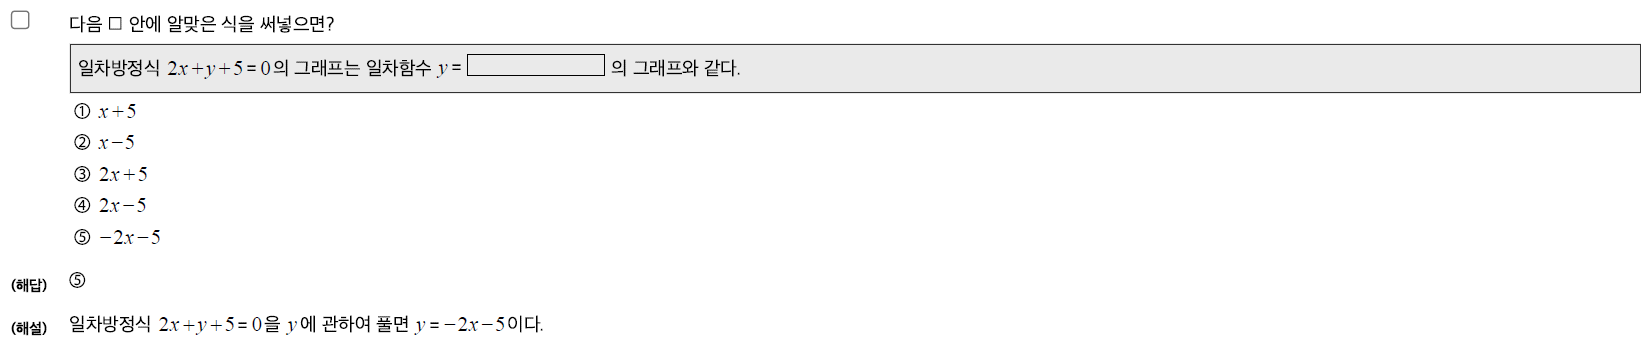 다음 □ 안에 알맞은 식을 써넣으면?
일차방정식 2x+y+5=0의 그래프는 일차함수 y= 의 그래프와 같다.
① x+5
② x−5
③ 2x+5
④ 2x−5
⑤ −2x−5
(해답) ⑤
(해설) 일차방정식 2x+y+5=0을 y에 관하여 풀면 y=−2x−5이다.